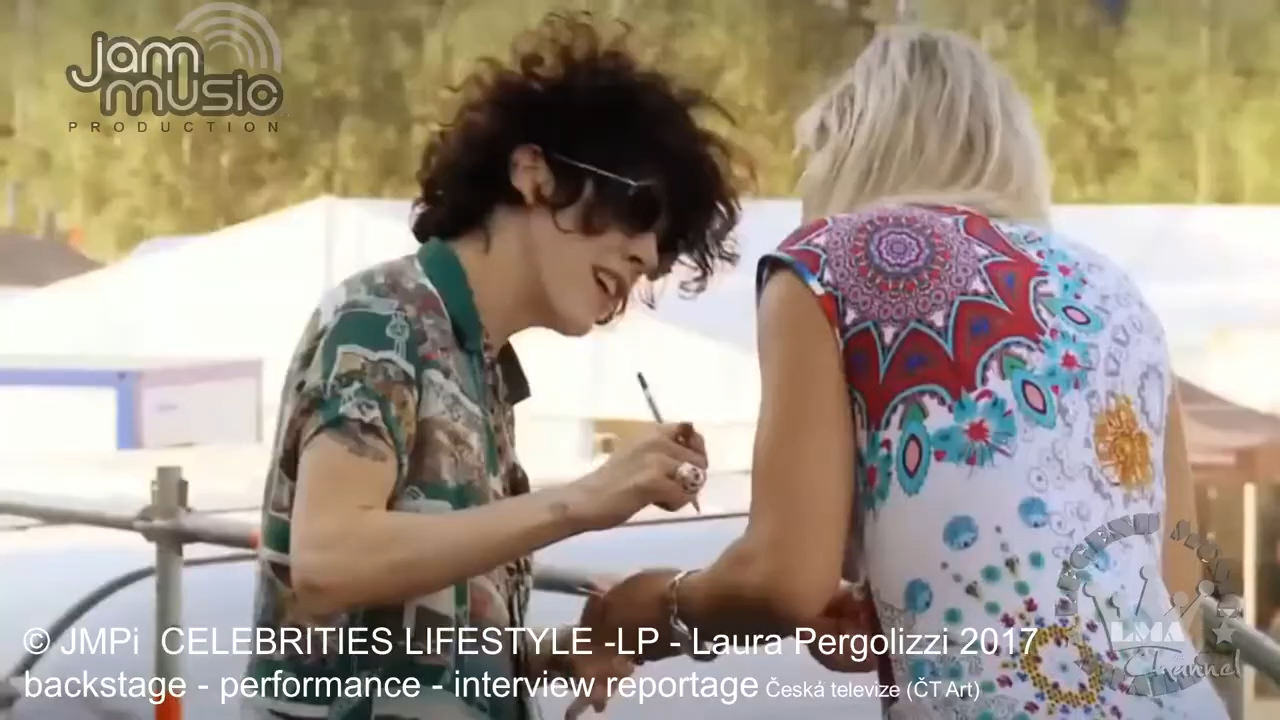 Jam
music
PRODUCTION
© JMPi CELEBRITIES LIFESTYLE -LP - Laura Pergolizzi 2017
backstage - performance - interview reportage Česká televize (ČT Art)
LEGEND
LMA
Channel